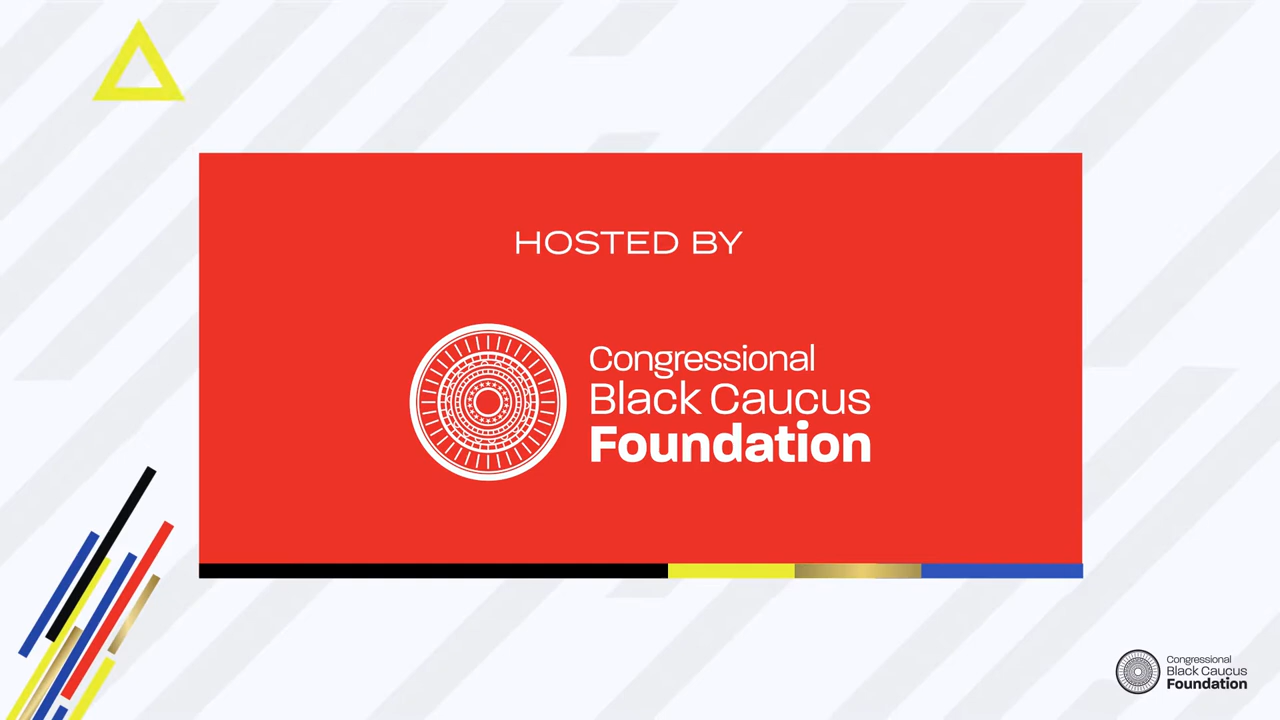 HOSTED BY
Congressional
Black Caucus
Foundation
Congressional
Black Caucus
Foundation